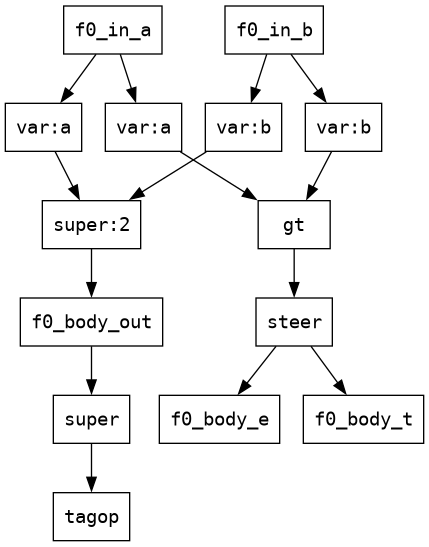 f0_in_a
f0_in_b
var:a
var:a
var:b
var:b
super:2
gt
f0_body_out
steer
super
f0_body_e
f0_body_t
tagop